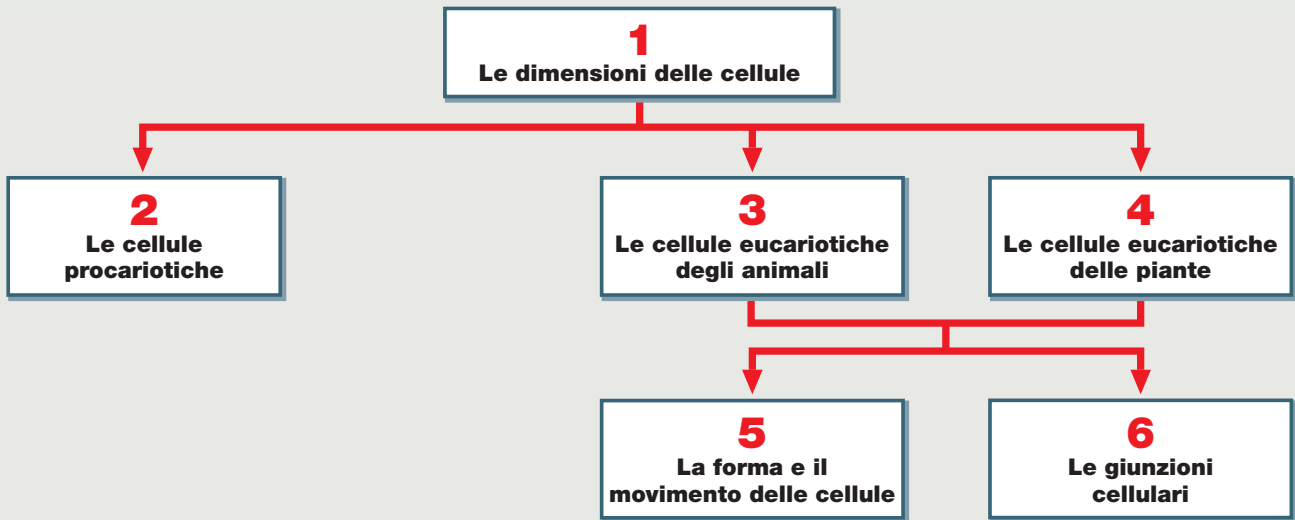 1
Le dimensioni delle cellule
2
Le cellule
procariotiche
3
Le cellule eucariotiche
degli animali
4
Le cellule eucariotiche
delle piante
5
La forma e il
movimento delle cellule
6
Le giunzioni
cellulari